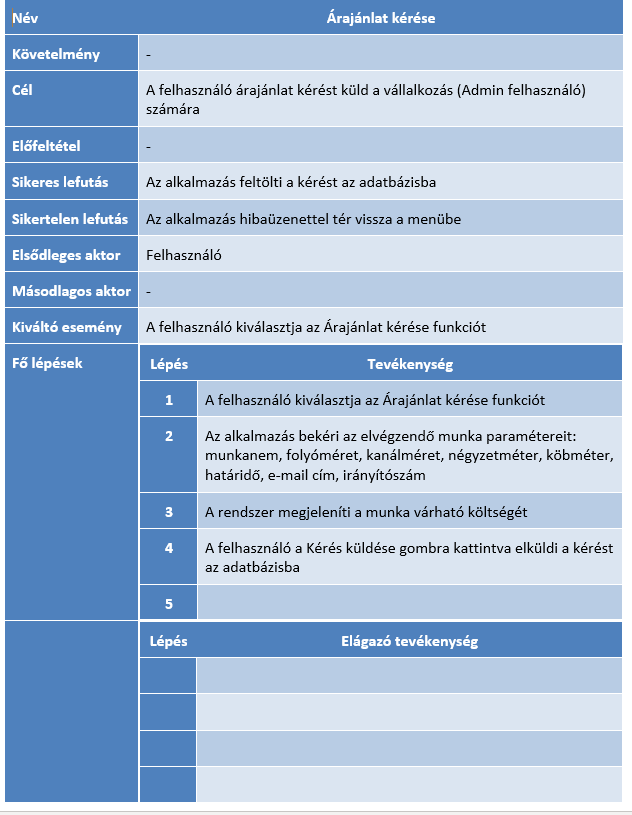 Név Árajánlat kérése
Követelmény -
Cél A felhasználó árajánlat kérést küld a vállalkozás (Admin felhasználó)
számára
Előfeltétel -
Sikeres lefutás Az alkalmazás feltölti a kérést az adatbázisba
Sikertelen lefutás Az alkalmazás hibaüzenettel tér vissza a menübe
Elsődleges aktor Felhasználó
Másodlagos aktor -
Kiváltó esemény A felhasználó kiválasztja az Árajánlat kérése funkciót
Fő lépések Lépés Tevékenység
1 A felhasználó kiválasztja az Árajánlat kérése funkciót
2 Az alkalmazás bekéri az elvégzendő munka paramétereit:
munkanem, folyóméret, kanálméret, négyzetméter, köbméter,
határidő, e-mail cím, irányítószám
3 A rendszer megjeleníti a munka várható költségét
4 A felhasználó a Kérés küldése gombra kattintva elküldi a kérést
az adatbázisba
5
Lépés Elágazó tevékenység